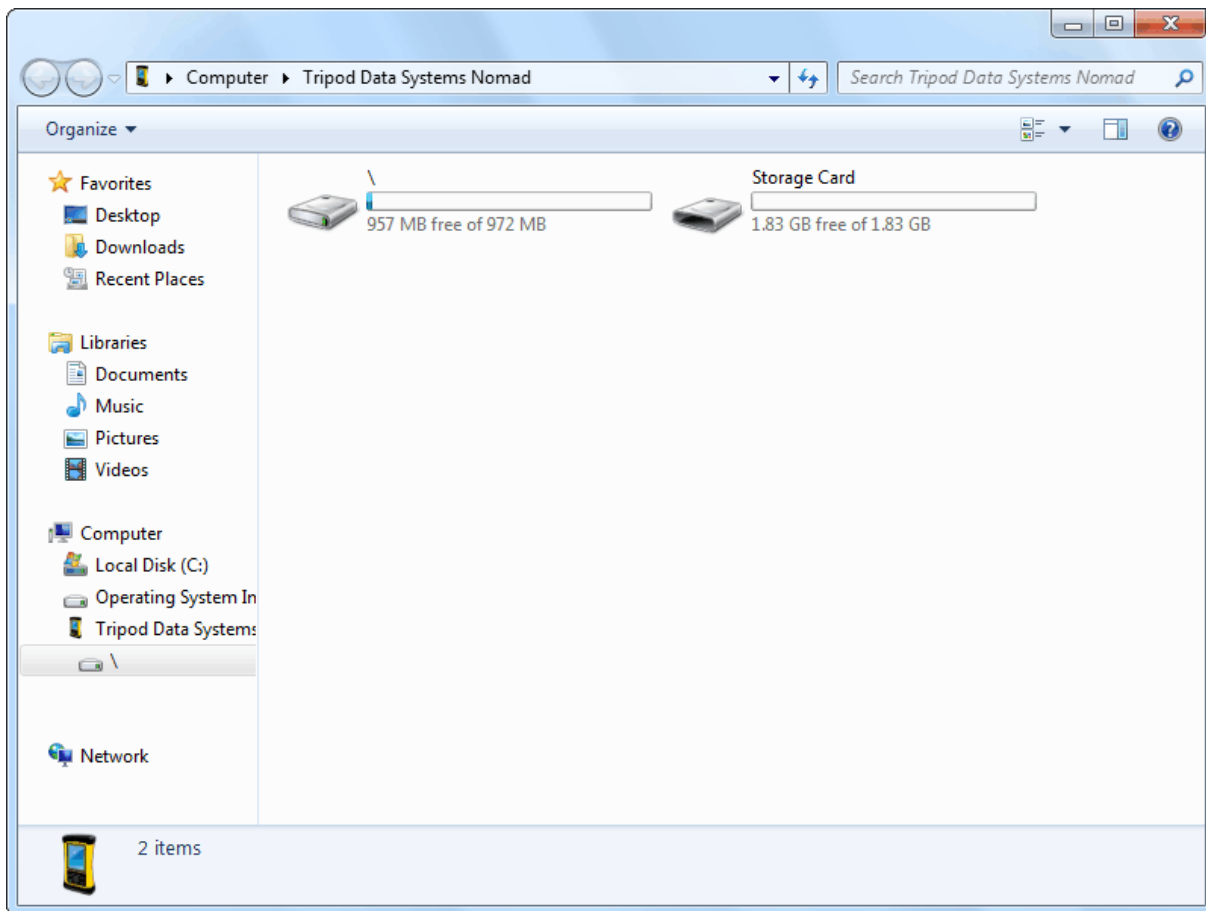 Computer ▸ Tripod Data Systems Nomad
Search Tripod Data Systems Nomad
Organize
Favorites
Desktop
Downloads
Recent Places
Libraries
Documents
Music
Pictures
Videos
Computer
Local Disk (C:)
Operating System In
Tripod Data Systems
\
Network
\
957 MB free of 972 MB
Storage Card
1.83 GB free of 1.83 GB
2 items